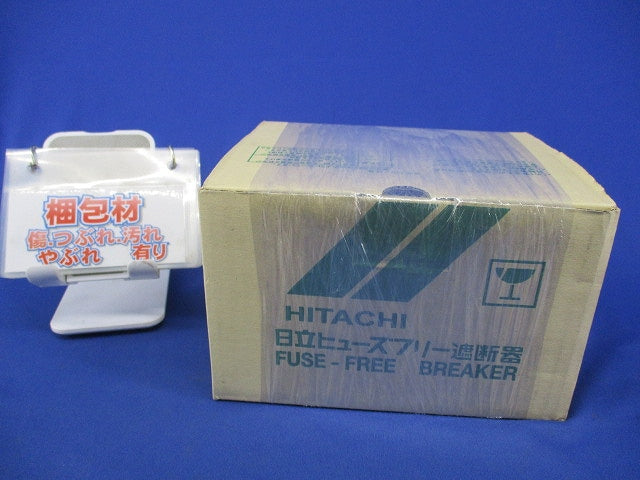 梱包材
傷.つぶれ.汚れ
やぶれ 有り
HITACHI
日立ヒューズフリー遮断器
FUSE-FREE BREAKER